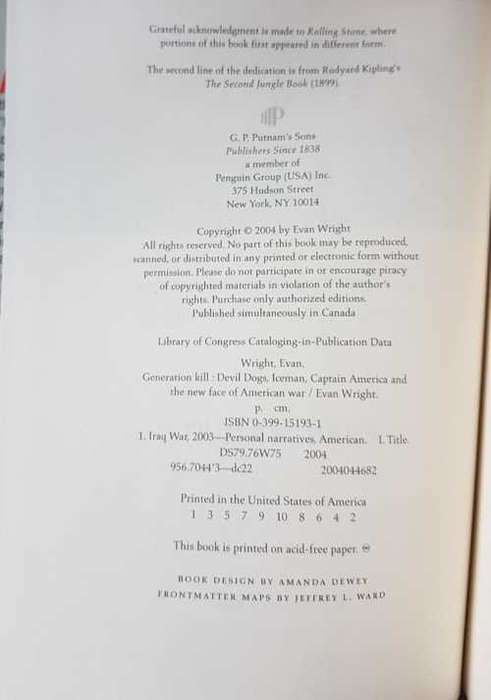 Grateful acknowledgment is made to Rolling Stone, where
portions of this book first appeared in different form.
The second line of the dedication is from Rudyard Kipling's
The Second Jungle Book (1899).
G. P. Putnam's Sons
Publishers Since 1838
a member of
Penguin Group (USA) Inc.
375 Hudson Street
New York, NY 10014
Copyright © 2004 by Evan Wright
All rights reserved. No part of this book may be reproduced,
scanned, or distributed in any printed or electronic form without
permission. Please do not participate in or encourage piracy
of copyrighted materials in violation of the author's
rights. Purchase only authorized editions.
Published simultaneously in Canada
Library of Congress Cataloging-in-Publication Data
Wright, Evan.
Generation kill : Devil Dogs, Iceman, Captain America and
the new face of American war / Evan Wright.
p. cm.
ISBN 0-399-15193-1
1. Iraq War, 2003—Personal narratives, American. I. Title.
DS79.76W75 2004
956.7044'3—dc22 2004044682
Printed in the United States of America
1 3 5 7 9 10 8 6 4 2
This book is printed on acid-free paper. ♾
BOOK DESIGN BY AMANDA DEWEY
FRONTMATTER MAPS BY JEFFREY L. WARD